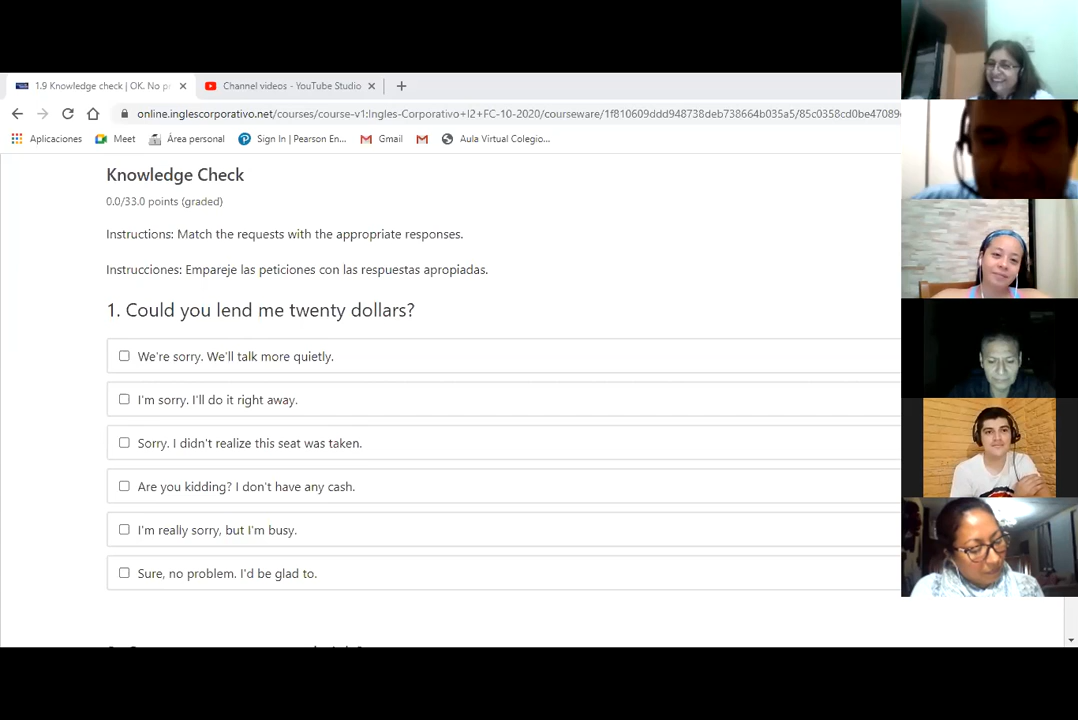 1.9 Knowledge check | OK. No pr
Channel videos - YouTube Studio
online.inglescorporativo.net/courses/course-v1:Ingles-Corporativo+I2+FC-10-2020/courseware/1f810609ddd948738deb738664b035a5/85c0358cd0be47089
Aplicaciones
Meet
Área personal
Sign In | Pearson En...
Gmail
Aula Virtual Colegio...
Knowledge Check
0.0/33.0 points (graded)
Instructions: Match the requests with the appropriate responses.
Instrucciones: Empareje las peticiones con las respuestas apropiadas.
1. Could you lend me twenty dollars?
We're sorry. We'll talk more quietly.
I'm sorry. I'll do it right away.
Sorry. I didn't realize this seat was taken.
Are you kidding? I don't have any cash.
I'm really sorry, but I'm busy.
Sure, no problem. I'd be glad to.